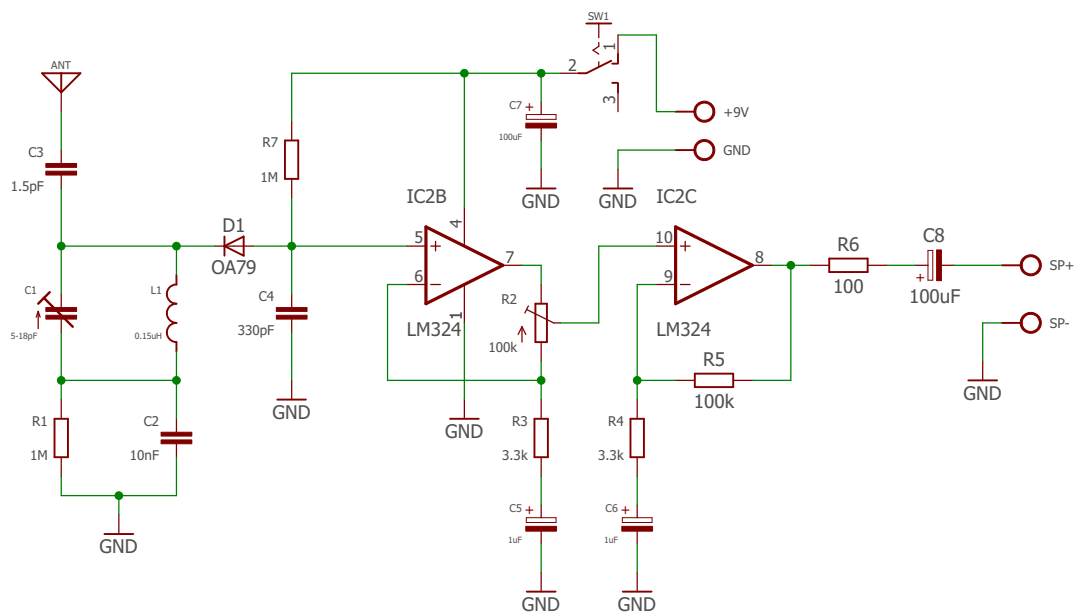 SW1
ANT
2
1
3
C7
+
100uF
+9V
GND
C3
1.5pF
R7
1M
GND
GND
IC2B
IC2C
D1
OA79
5
+
4
6
−
7
1
LM324
10
+
9
−
8
LM324
R6
100
C8
+
100uF
SP+
C1
5-18pF
L1
0.15uH
C4
330pF
R2
100k
SP-
R5
100k
GND
GND
GND
R1
1M
C2
10nF
R3
3.3k
R4
3.3k
C5
+
1uF
C6
+
1uF
GND
GND
GND